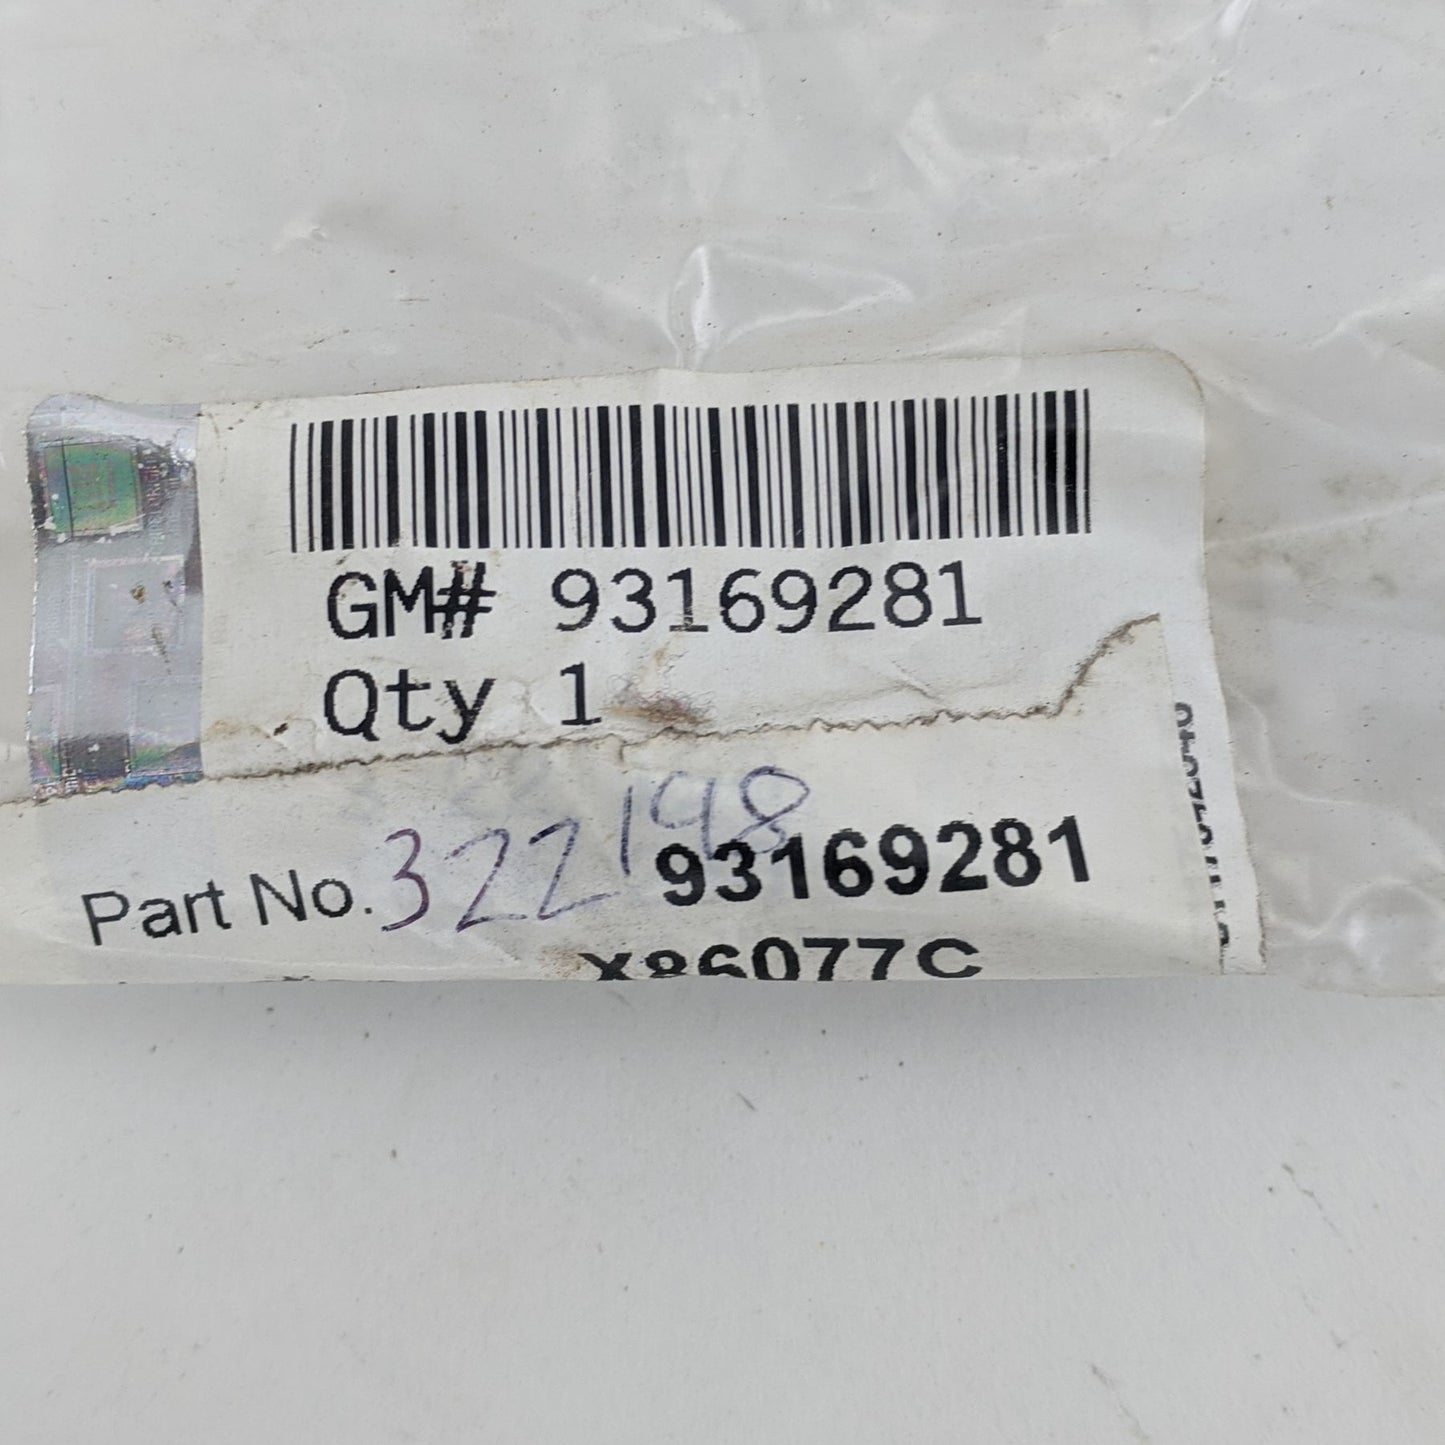 GM# 93169281
Qty 1
322198
Part No. 93169281
X86077C